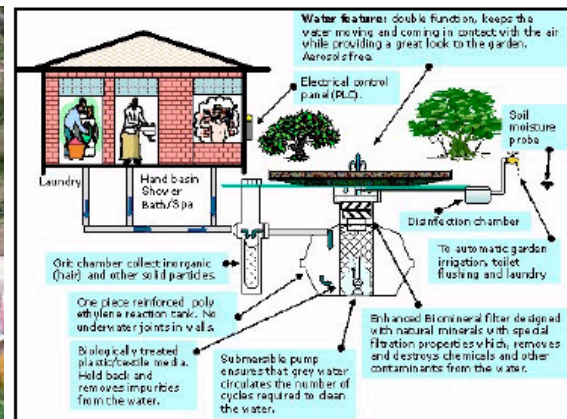 Water feature: double function, keeps the
water moving and coming in contact with the air
while providing a great look to the garden.
Aerosols free.
Electrical control
panel (PLC).
Soil
moisture
probe
Laundry
Hand basin
Shower
Bath/Spa
Disinfection chamber
Grit chamber collect inorganic
(hair) and other solid particles.
To automatic garden
irrigation, toilet
flushing and laundry
One piece reinforced poly
ethylene reaction tank. No
underwater joints in walls.
Biologically treated
plastic/textile media.
Hold back and
removes impurities
from the water.
Submersible pump
ensures that grey water
circulates the number of
cycles required to clean
the water.
Enhanced Biomineral filter designed
with natural minerals with special
filtration properties which, removes
and destroys chemicals and other
contaminants from the water.